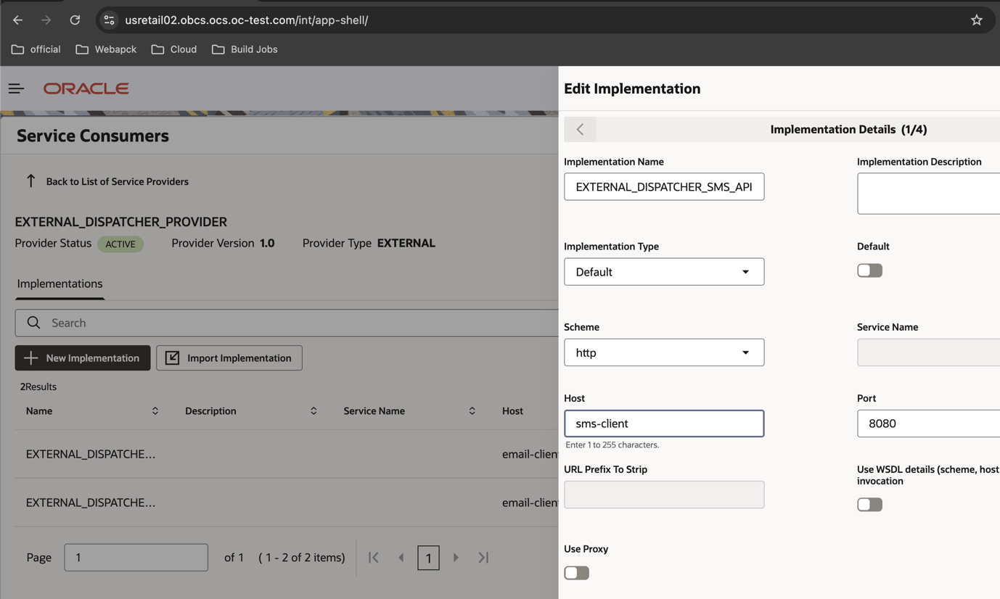 usretail02.obcs.ocs.oc-test.com/int/app-shell/
official Webapck Cloud Build Jobs
ORACLE
Service Consumers
Back to List of Service Providers
EXTERNAL_DISPATCHER_PROVIDER
Provider Status ACTIVE Provider Version 1.0 Provider Type EXTERNAL
Implementations
Search
New Implementation Import Implementation
2Results
Name Description Service Name Host
EXTERNAL_DISPATCHE... email-clien
EXTERNAL_DISPATCHE... email-clien
Page 1 of 1 ( 1 - 2 of 2 items) 1
Edit Implementation
Implementation Details (1/4)
Implementation Name Implementation Description
EXTERNAL_DISPATCHER_SMS_API
Implementation Type Default
Default
Scheme Service Name
http
Host Port
sms-client 8080
Enter 1 to 255 characters.
URL Prefix To Strip Use WSDL details (scheme, host
invocation
Use Proxy